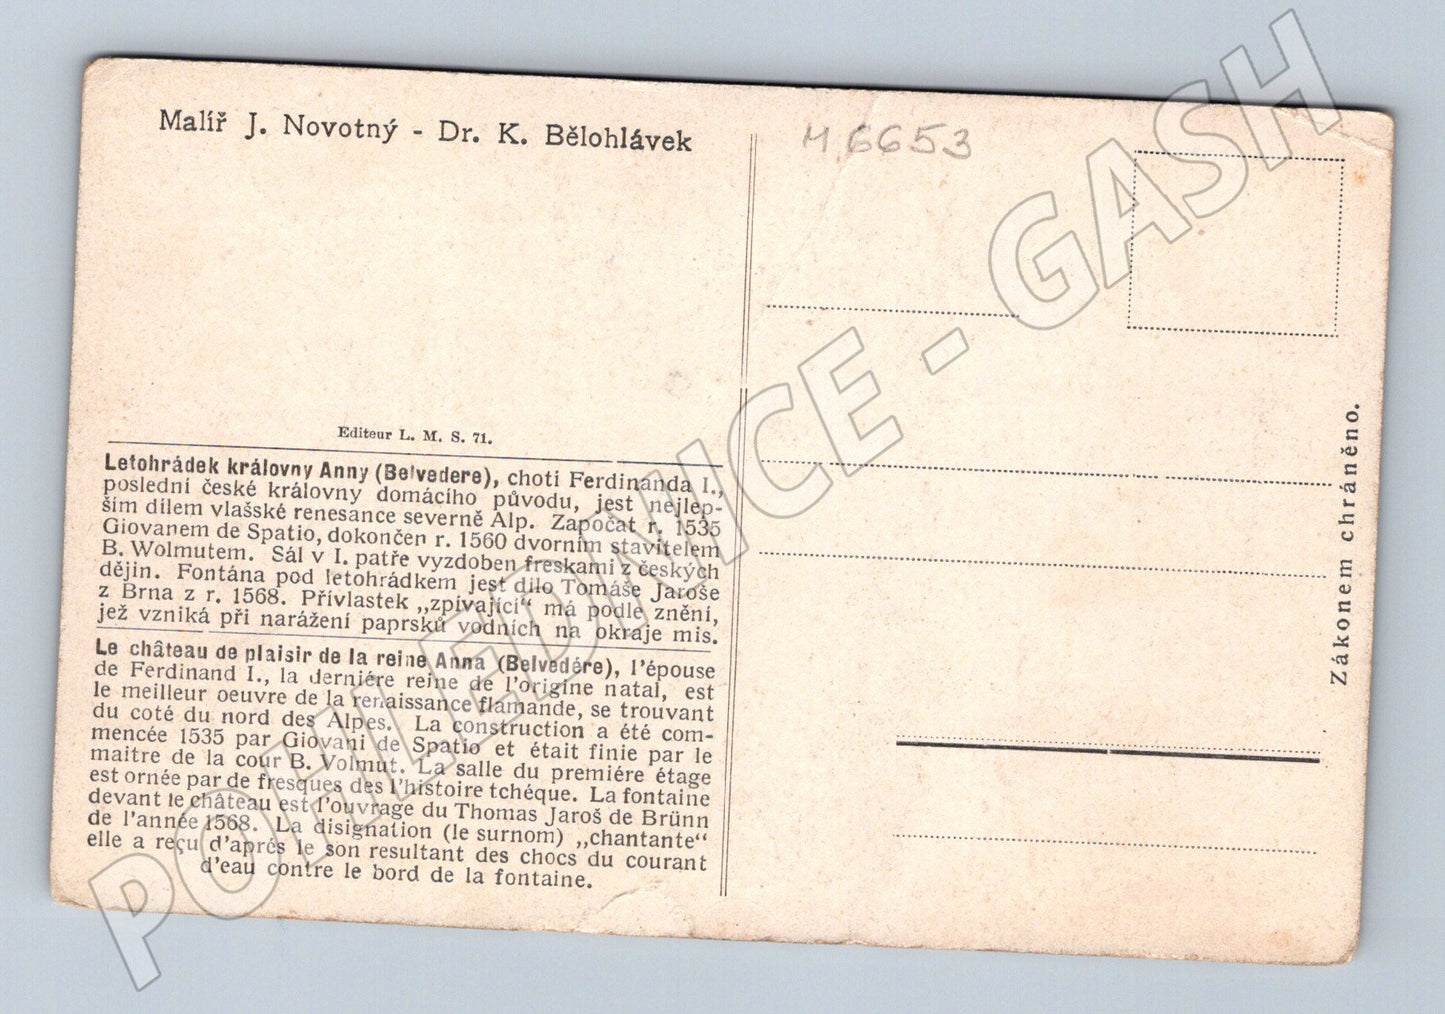 Malíř J. Novotný - Dr. K. Bělohlávek
M 6653
Editeur L. M. S. 71.
Letohrádek královny Anny (Belvedere), choti Ferdinanda I.,
poslední české královny domácího původu, jest nejlep-
ším dílem vlašské renesance severně Alp. Započat r. 1535
Giovanem de Spatio, dokončen r. 1560 dvorním stavitelem
B. Wolmutem. Sál v I. patře vyzdoben freskami z českých
dějin. Fontána pod letohrádkem jest dílo Tomáše Jaroše
z Brna z r. 1568. Přívlastek „zpívající“ má podle znění,
jež vzniká při narážení paprsků vodních na okraje mis.
Le château de plaisir de la reine Anna (Belvedére), l'épouse
de Ferdinand I., la derniére reine de l'origine natal, est
le meilleur oeuvre de la renaissance flamande, se trouvant
du coté du nord des Alpes. La construction a été com-
mencée 1535 par Giovani de Spatio et était finie par le
maitre de la cour B. Volmut. La salle du premiére étage
est ornée par de fresques des l'histoire tchéque. La fontaine
devant le château est l'ouvrage du Thomas Jaroš de Brünn
de l'année 1568. La disignation (le surnom) „chantante“
elle a reçu d'aprés le son resultant des chocs du courant
d'eau contre le bord de la fontaine.
Zákonem chráněno.
POHLEDNICE - GASH